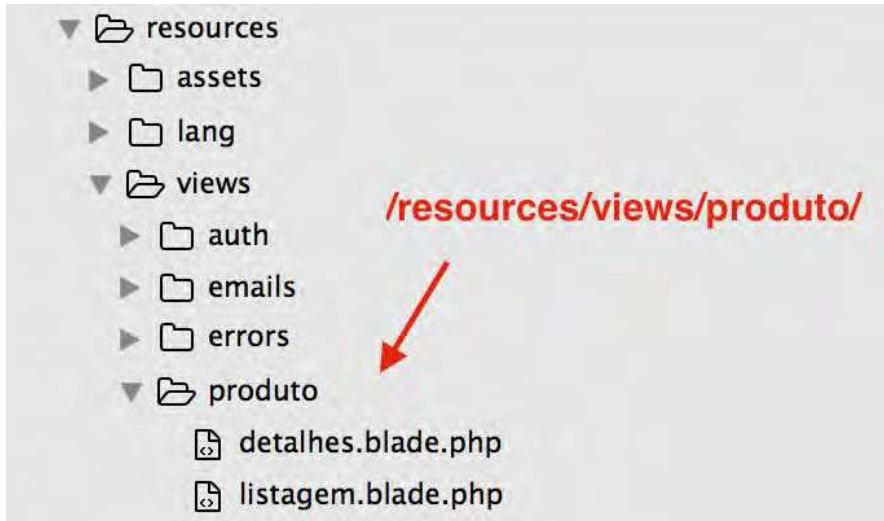 resources
assets
lang
views
/resources/views/produto/
auth
emails
errors
produto
detalhes.blade.php
listagem.blade.php